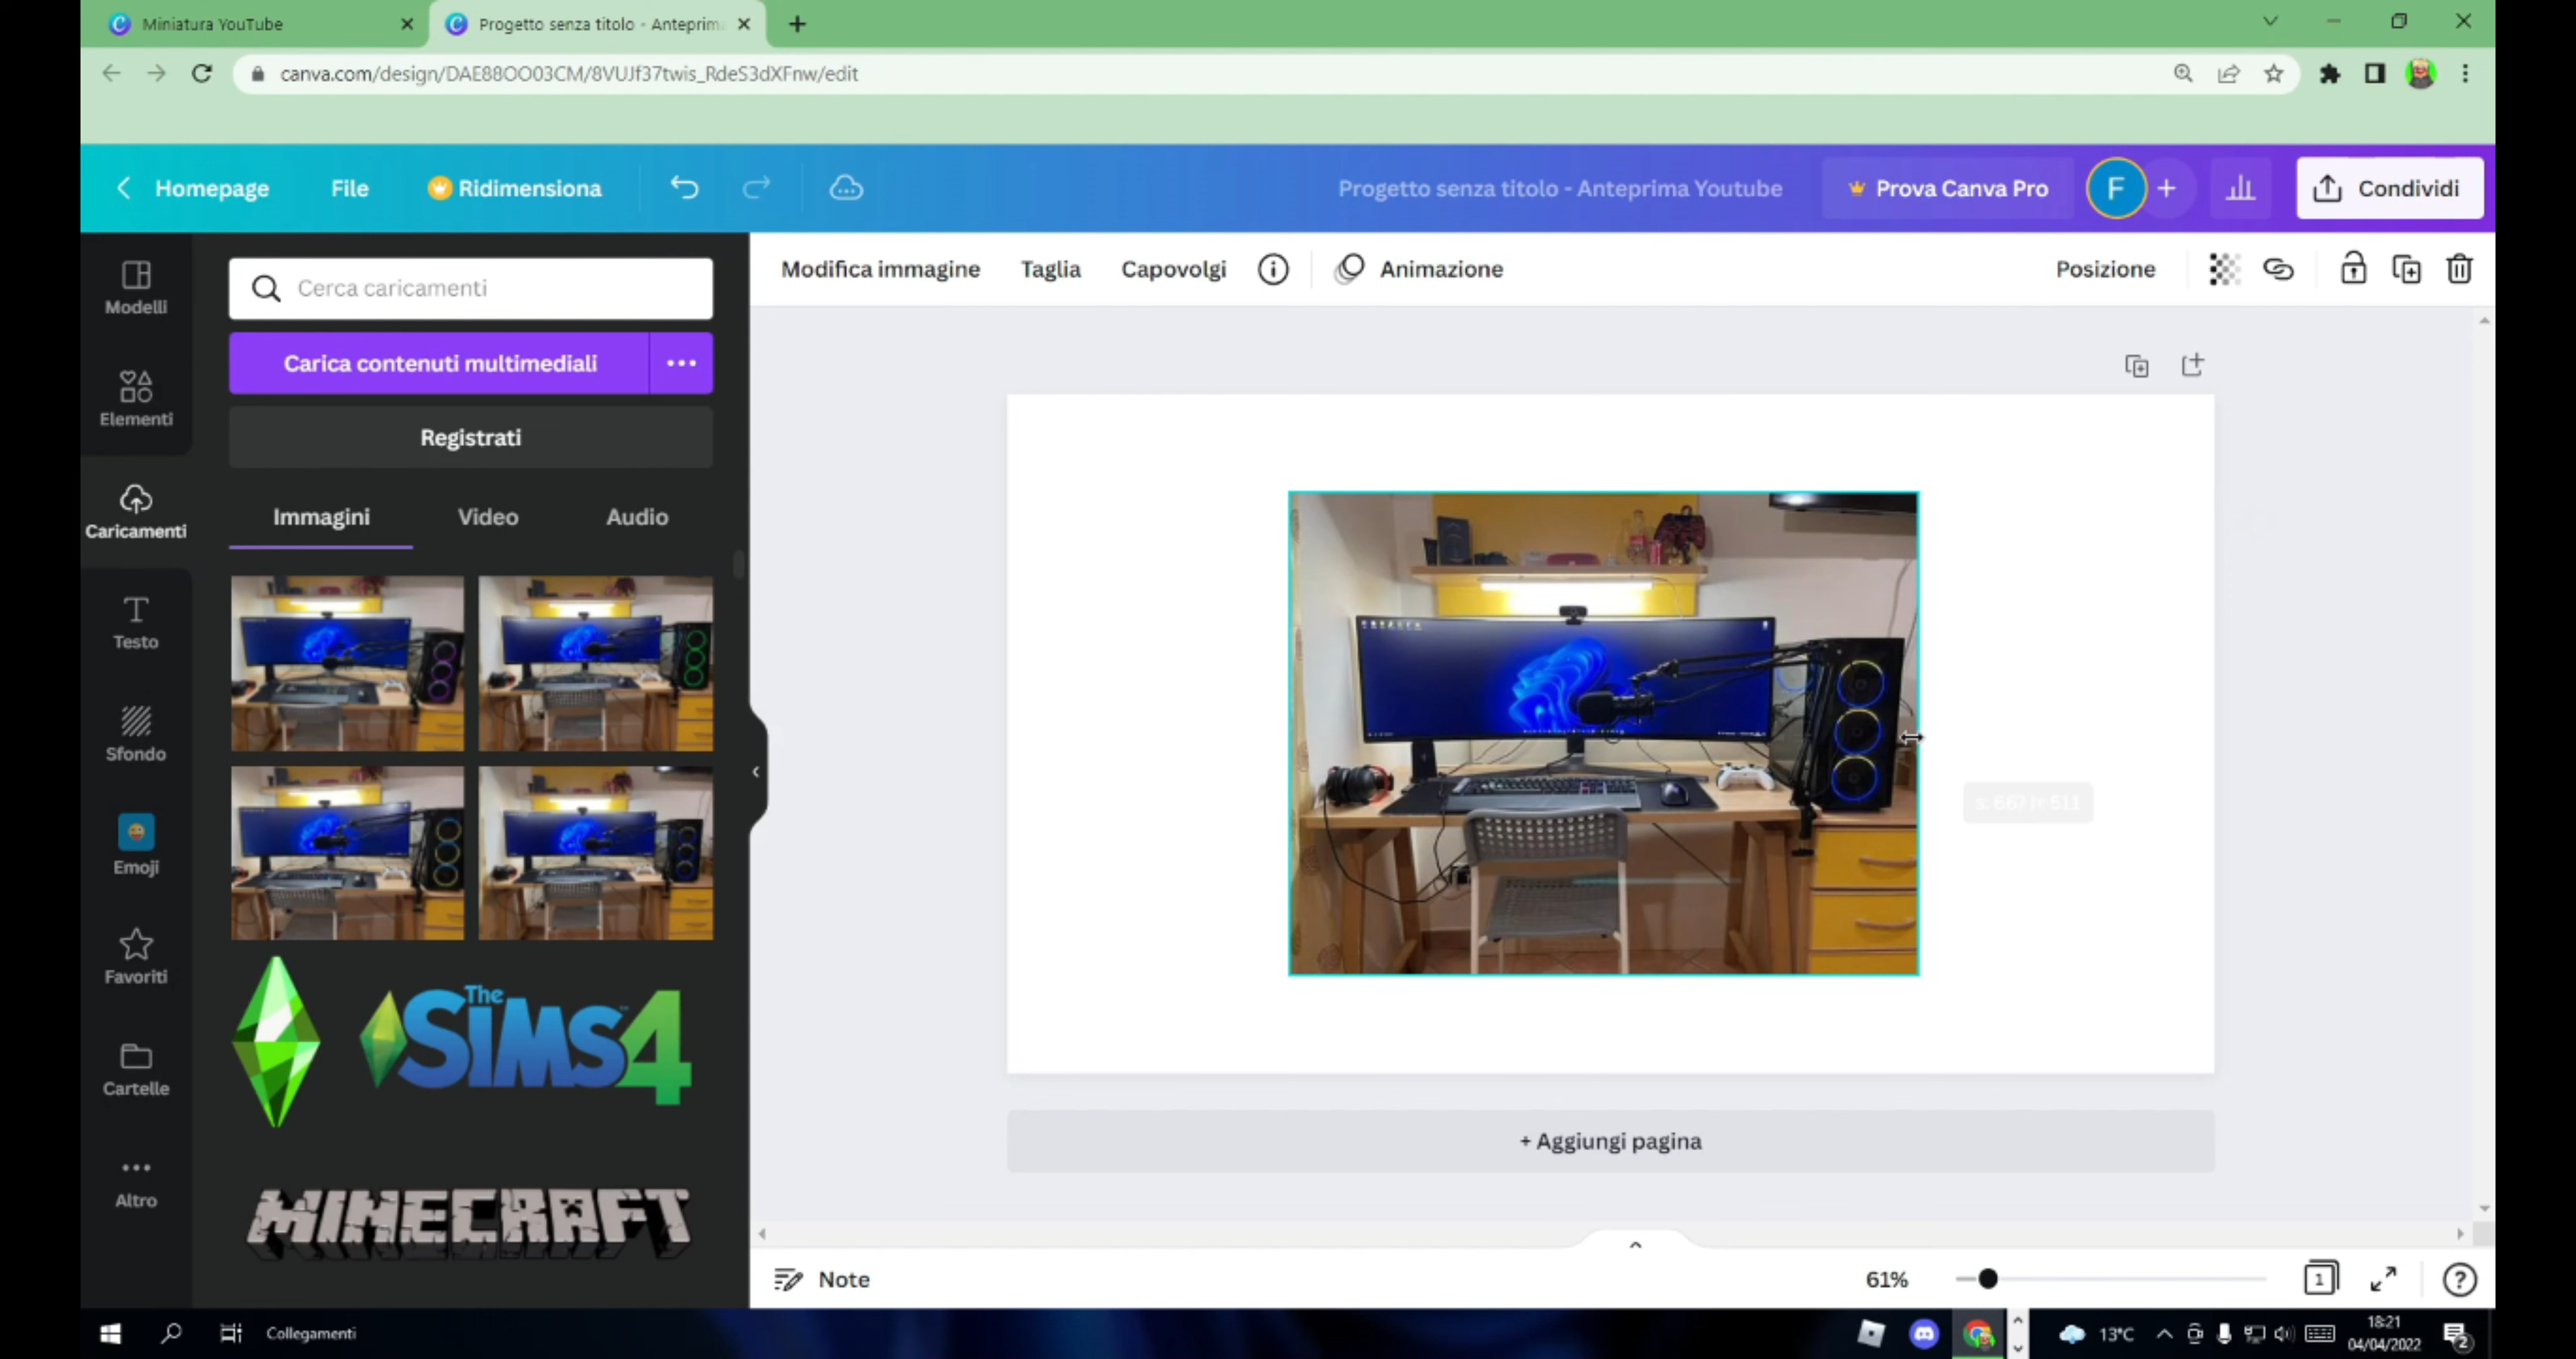 Miniatura YouTube
Progetto senza titolo - Anteprim
canva.com/design/DAE88OO03CM/8VUJf37twis_RdeS3dXFnw/edit
Homepage
File
Ridimensiona
Progetto senza titolo - Anteprima Youtube
Prova Canva Pro
F
Condividi
Modelli
Elementi
Caricamenti
Testo
Sfondo
Emoji
Favoriti
Cartelle
Altro
Cerca caricamenti
Carica contenuti multimediali
Registrati
Immagini
Video
Audio
The
SiMS 4
MINECRAFT
Modifica immagine
Taglia
Capovolgi
Animazione
Posizione
+ Aggiungi pagina
Note
61%
1
Collegamenti
13°C
18:21
04/04/2022
2